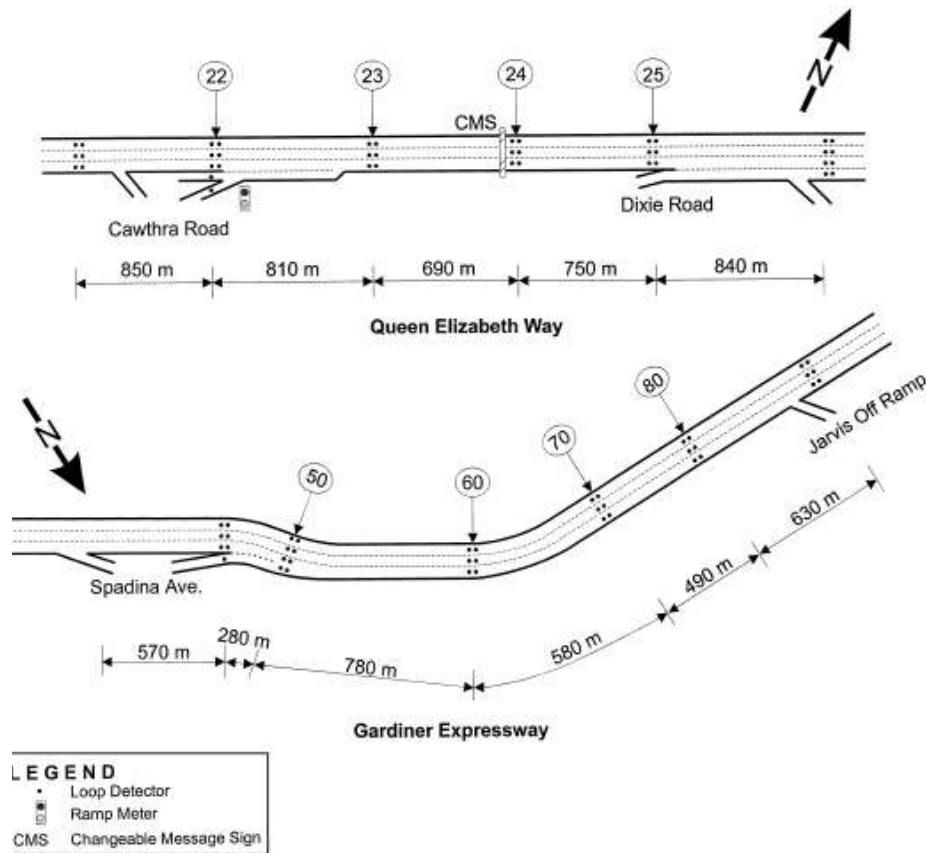 22
23
24
25
N
CMS
Cawthra Road
Dixie Road
850 m
810 m
690 m
750 m
840 m
Queen Elizabeth Way
N
50
60
70
80
Jarvis Off Ramp
Spadina Ave.
570 m
280 m
780 m
580 m
490 m
630 m
Gardiner Expressway
LEGEND
Loop Detector
Ramp Meter
CMS Changeable Message Sign